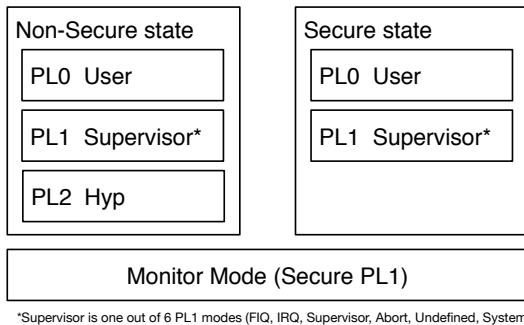 Non-Secure state
PL0 User
PL1 Supervisor*
PL2 Hyp
Secure state
PL0 User
PL1 Supervisor*
Monitor Mode (Secure PL1)
*Supervisor is one out of 6 PL1 modes (FIQ, IRQ, Supervisor, Abort, Undefined, System